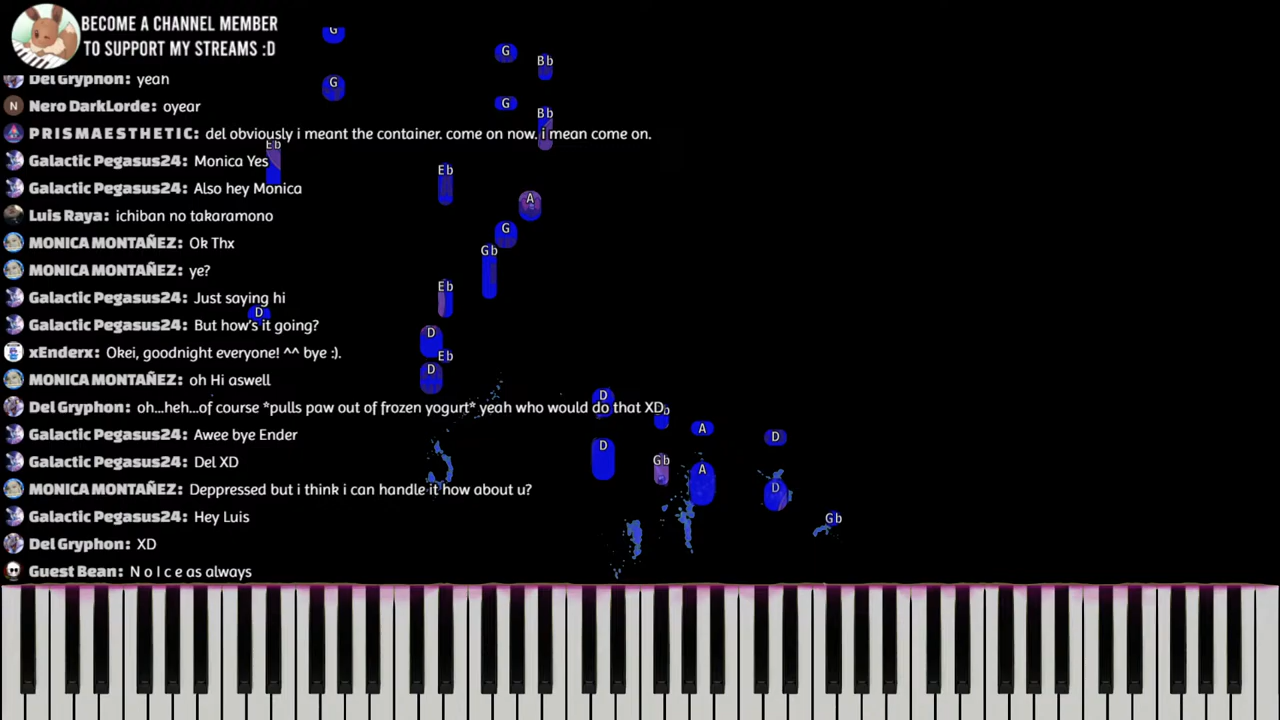 BECOME A CHANNEL MEMBER
TO SUPPORT MY STREAMS :D
Del Gryphon: yeah
Nero DarkLorde: oyear
P R I S M A E S T H E T I C: del obviously i meant the container. come on now. i mean come on.
Galactic Pegasus24: Monica Yes
Galactic Pegasus24: Also hey Monica
Luis Raya: ichiban no takaramono
MONICA MONTAÑEZ: Ok Thx
MONICA MONTAÑEZ: ye?
Galactic Pegasus24: Just saying hi
Galactic Pegasus24: But how's it going?
xEnderx: Okei, goodnight everyone! ^^ bye :).
MONICA MONTAÑEZ: oh Hi aswell
Del Gryphon: oh...heh...of course *pulls paw out of frozen yogurt* yeah who would do that XD
Galactic Pegasus24: Awee bye Ender
Galactic Pegasus24: Del XD
MONICA MONTAÑEZ: Deppressed but i think i can handle it how about u?
Galactic Pegasus24: Hey Luis
Del Gryphon: XD
Guest Bean: N o I c e as always
G
G
Bb
G
G
Bb
Eb
Eb
A
G
Gb
Eb
D
D
Eb
D
D
A
D
D
Gb
A
D
Gb